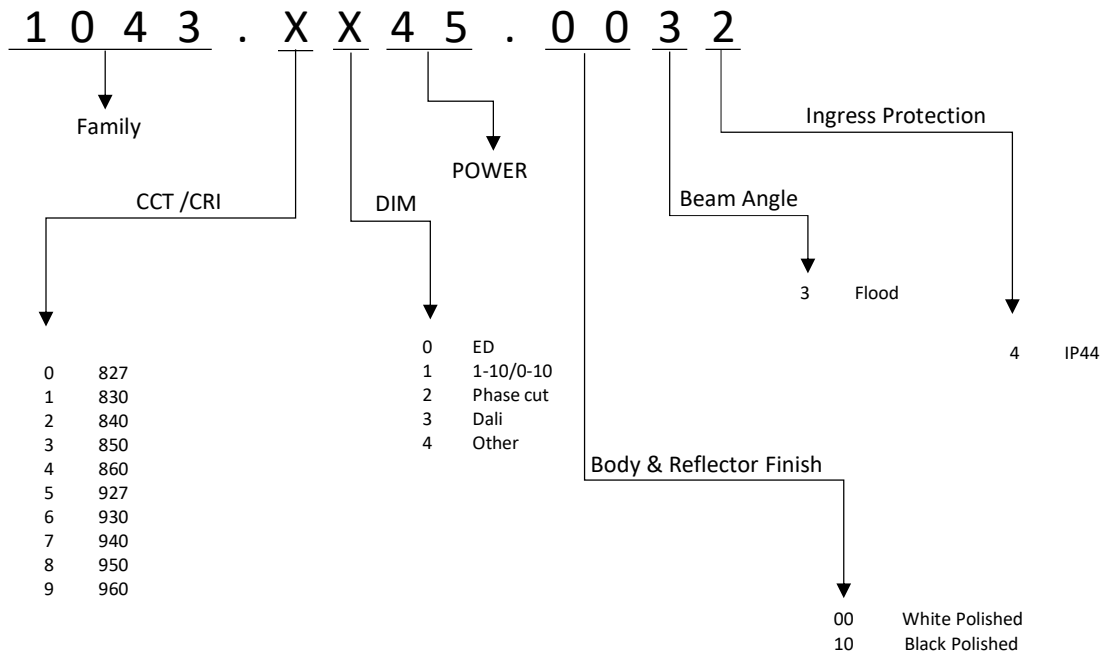 1 0 4 3 . X X 4 5 . 0 0 3 2
Family
POWER
Ingress Protection
CCT /CRI
DIM
Beam Angle
3 Flood
4 IP44
0 827
1 830
2 840
3 850
4 860
5 927
6 930
7 940
8 950
9 960
0 ED
1 1-10/0-10
2 Phase cut
3 Dali
4 Other
Body & Reflector Finish
00 White Polished
10 Black Polished